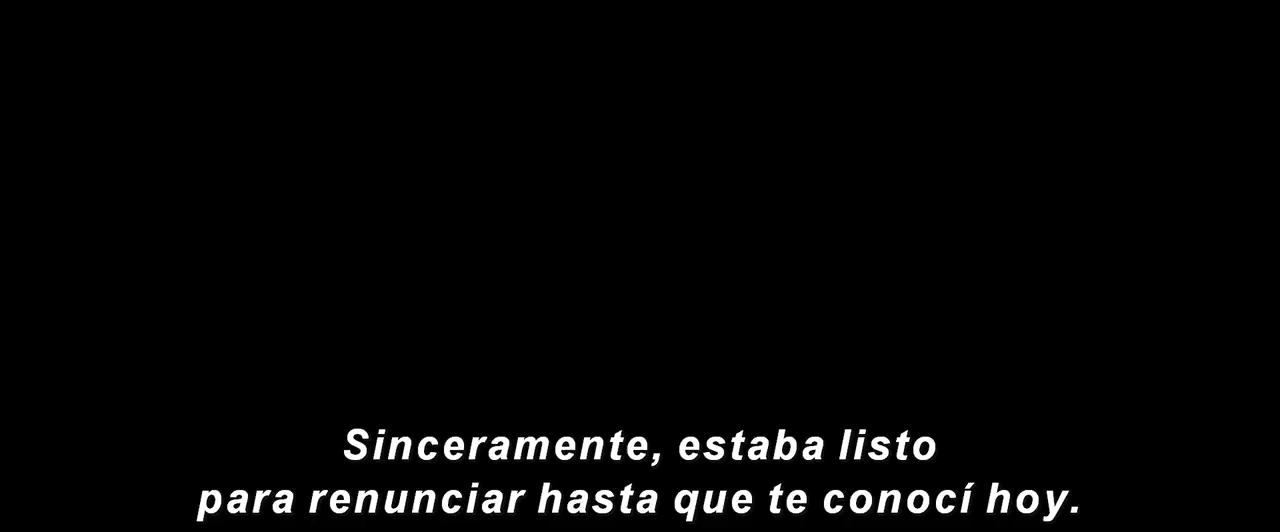 Sinceramente, estaba listo
para renunciar hasta que te conocí hoy.